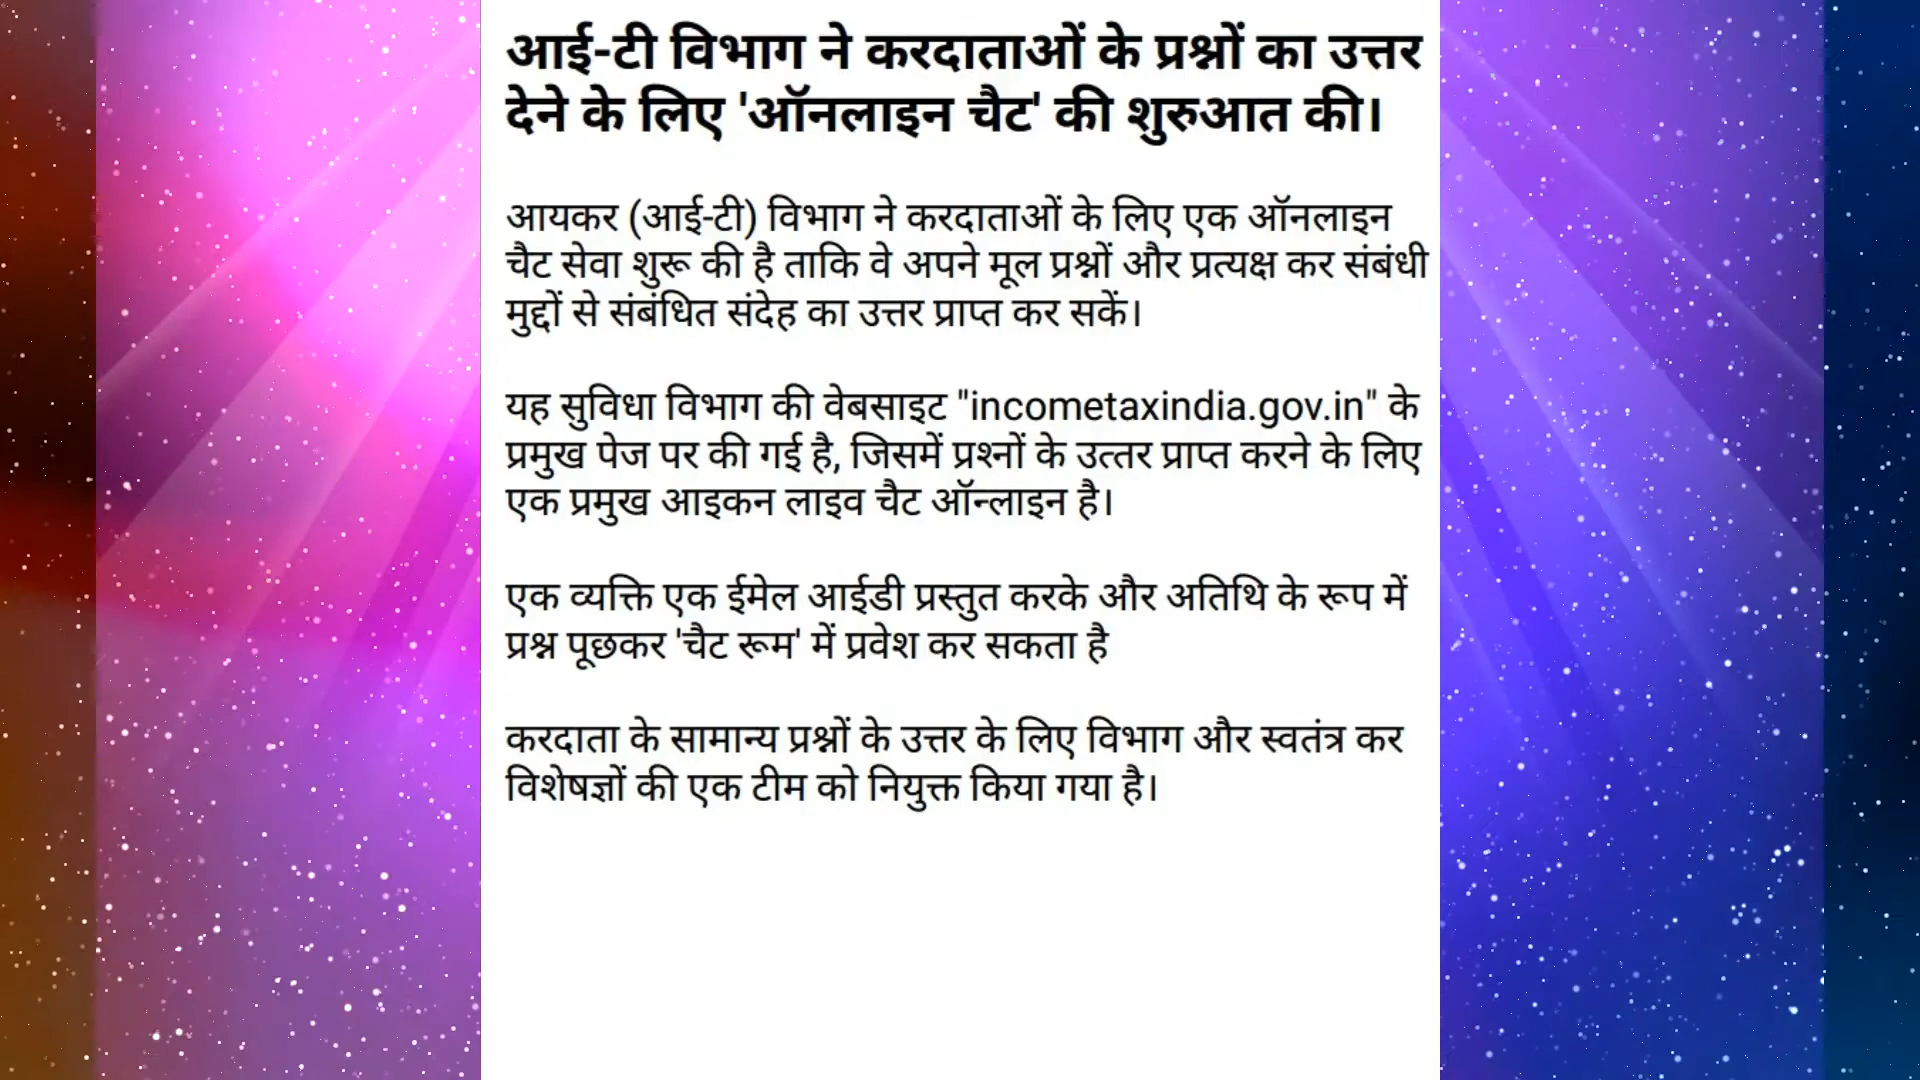 आई-टी विभाग ने करदाताओं के प्रश्नों का उत्तर
देने के लिए 'ऑनलाइन चैट' की शुरुआत की।
आयकर (आई-टी) विभाग ने करदाताओं के लिए एक ऑनलाइन
चैट सेवा शुरू की है ताकि वे अपने मूल प्रश्नों और प्रत्यक्ष कर संबंधी
मुद्दों से संबंधित संदेह का उत्तर प्राप्त कर सकें।
यह सुविधा विभाग की वेबसाइट "incometaxindia.gov.in" के
प्रमुख पेज पर की गई है, जिसमें प्रश्‍नों के उत्‍तर प्राप्त करने के लिए
एक प्रमुख आइकन लाइव चैट ऑन्लाइन है।
एक व्यक्ति एक ईमेल आईडी प्रस्तुत करके और अतिथि के रूप में
प्रश्न पूछकर 'चैट रूम' में प्रवेश कर सकता है
करदाता के सामान्य प्रश्नों के उत्तर के लिए विभाग और स्वतंत्र कर
विशेषज्ञों की एक टीम को नियुक्त किया गया है।